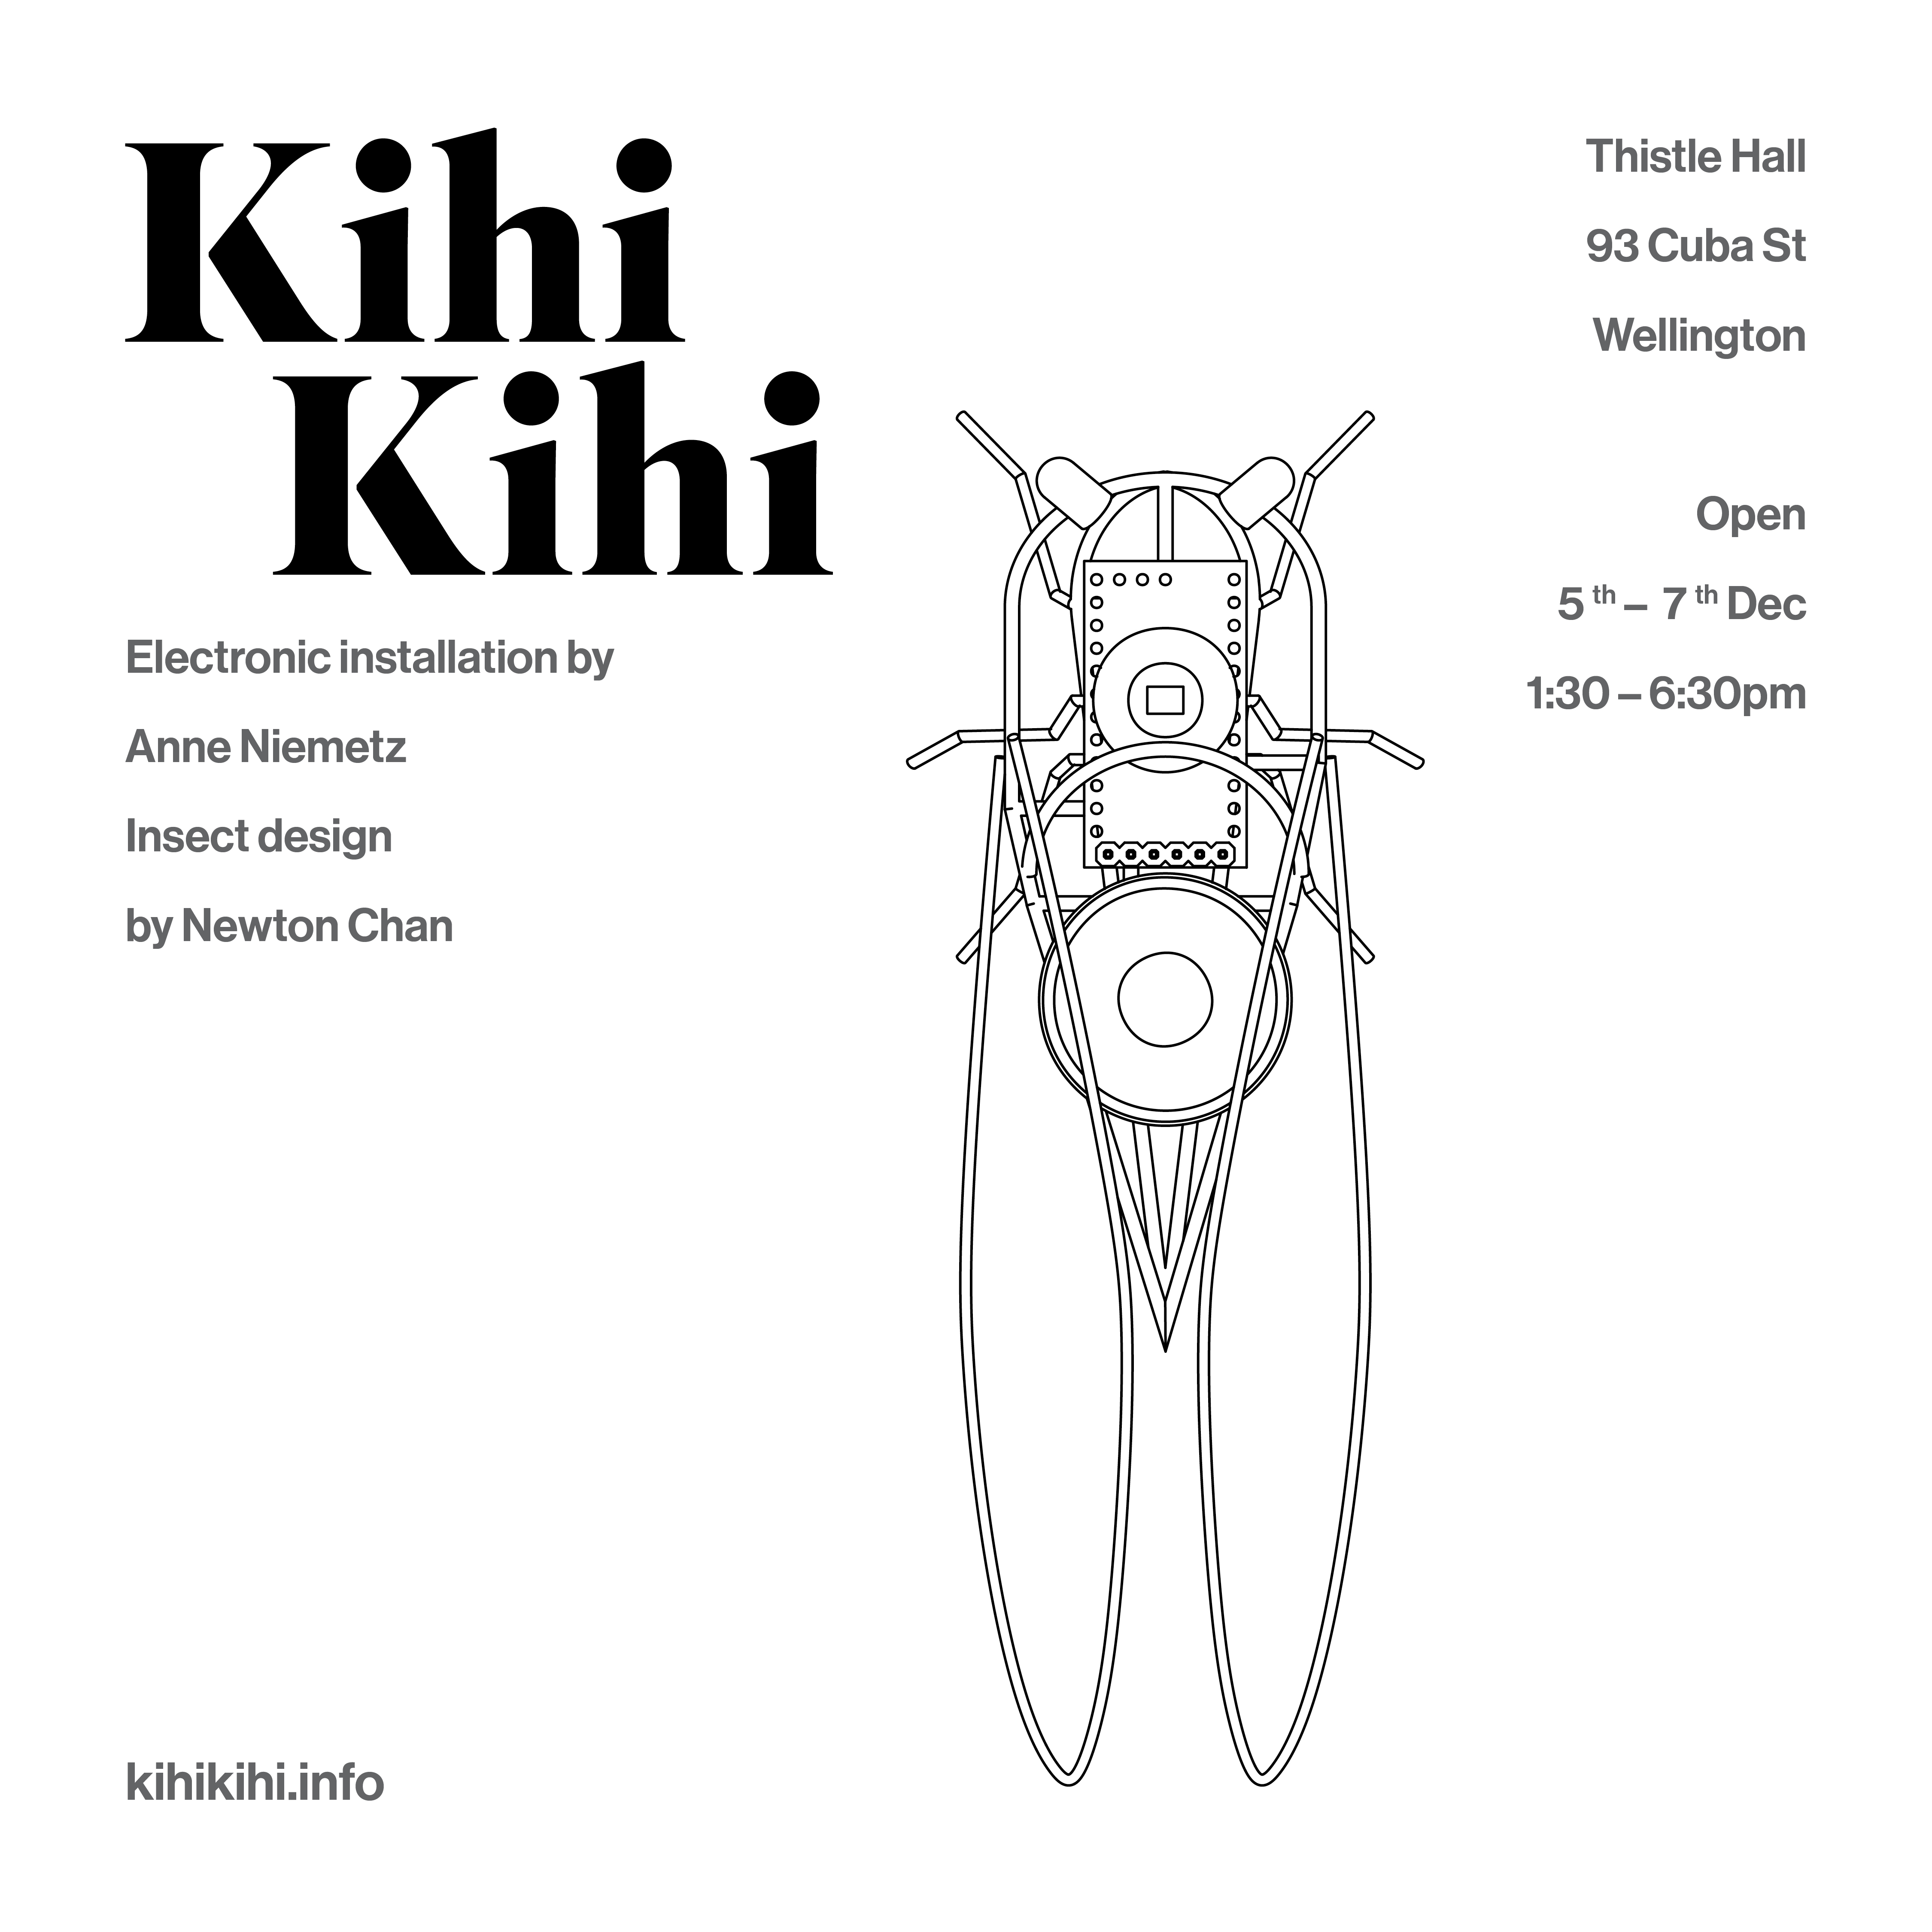 Kihi
Kihi
Electronic installation by
Anne Niemetz
Insect design
by Newton Chan
kihikihi.info
Thistle Hall
93 Cuba St
Wellington
Open
5 th – 7 th Dec
1:30 – 6:30pm